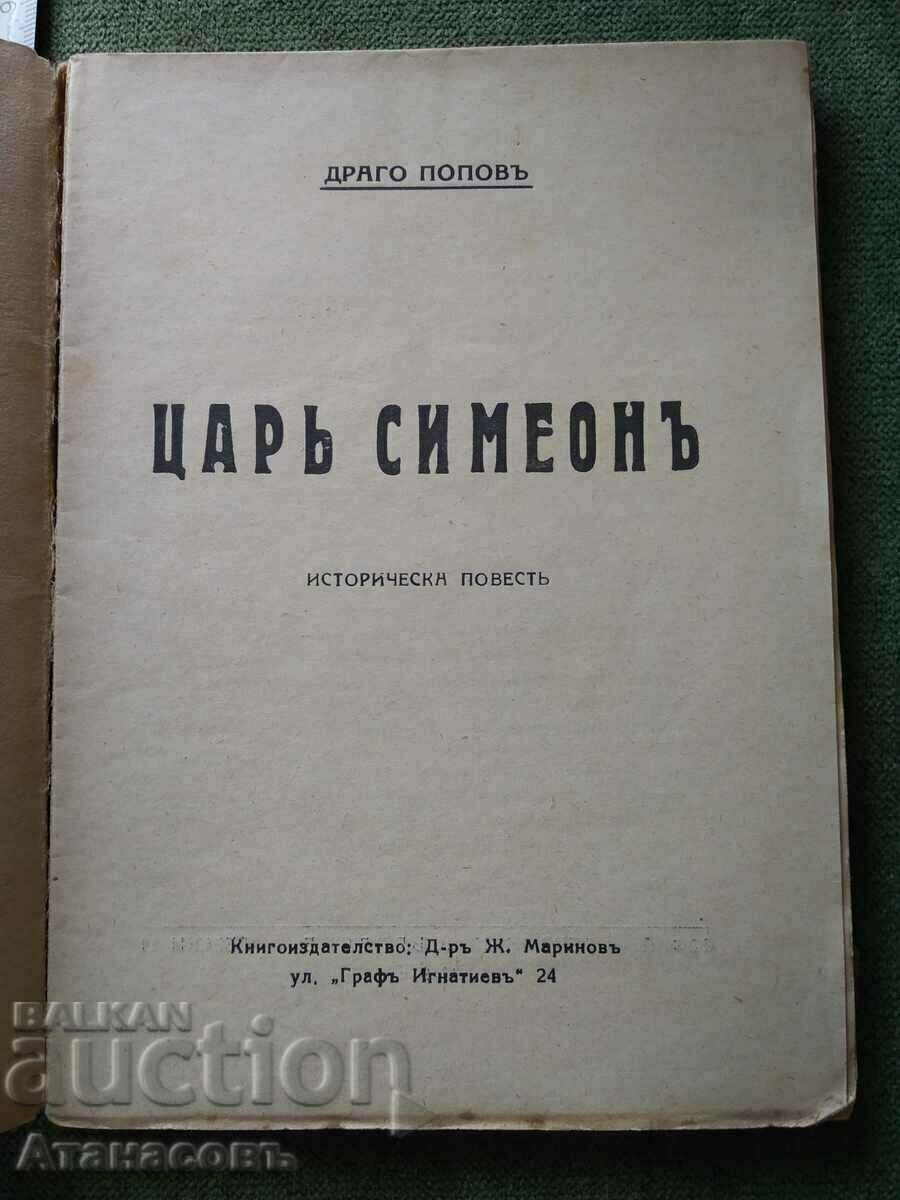 ДРАГО ПОПОВЪ
ЦАРЬ СИМЕОНЪ
ИСТОРИЧЕСКА ПОВЕСТЬ
Книгоиздателство: Д-ръ Ж. Мариновъ
ул. „Графъ Игнатиевъ“ 24
BALKAN
auction
Атанасовъ